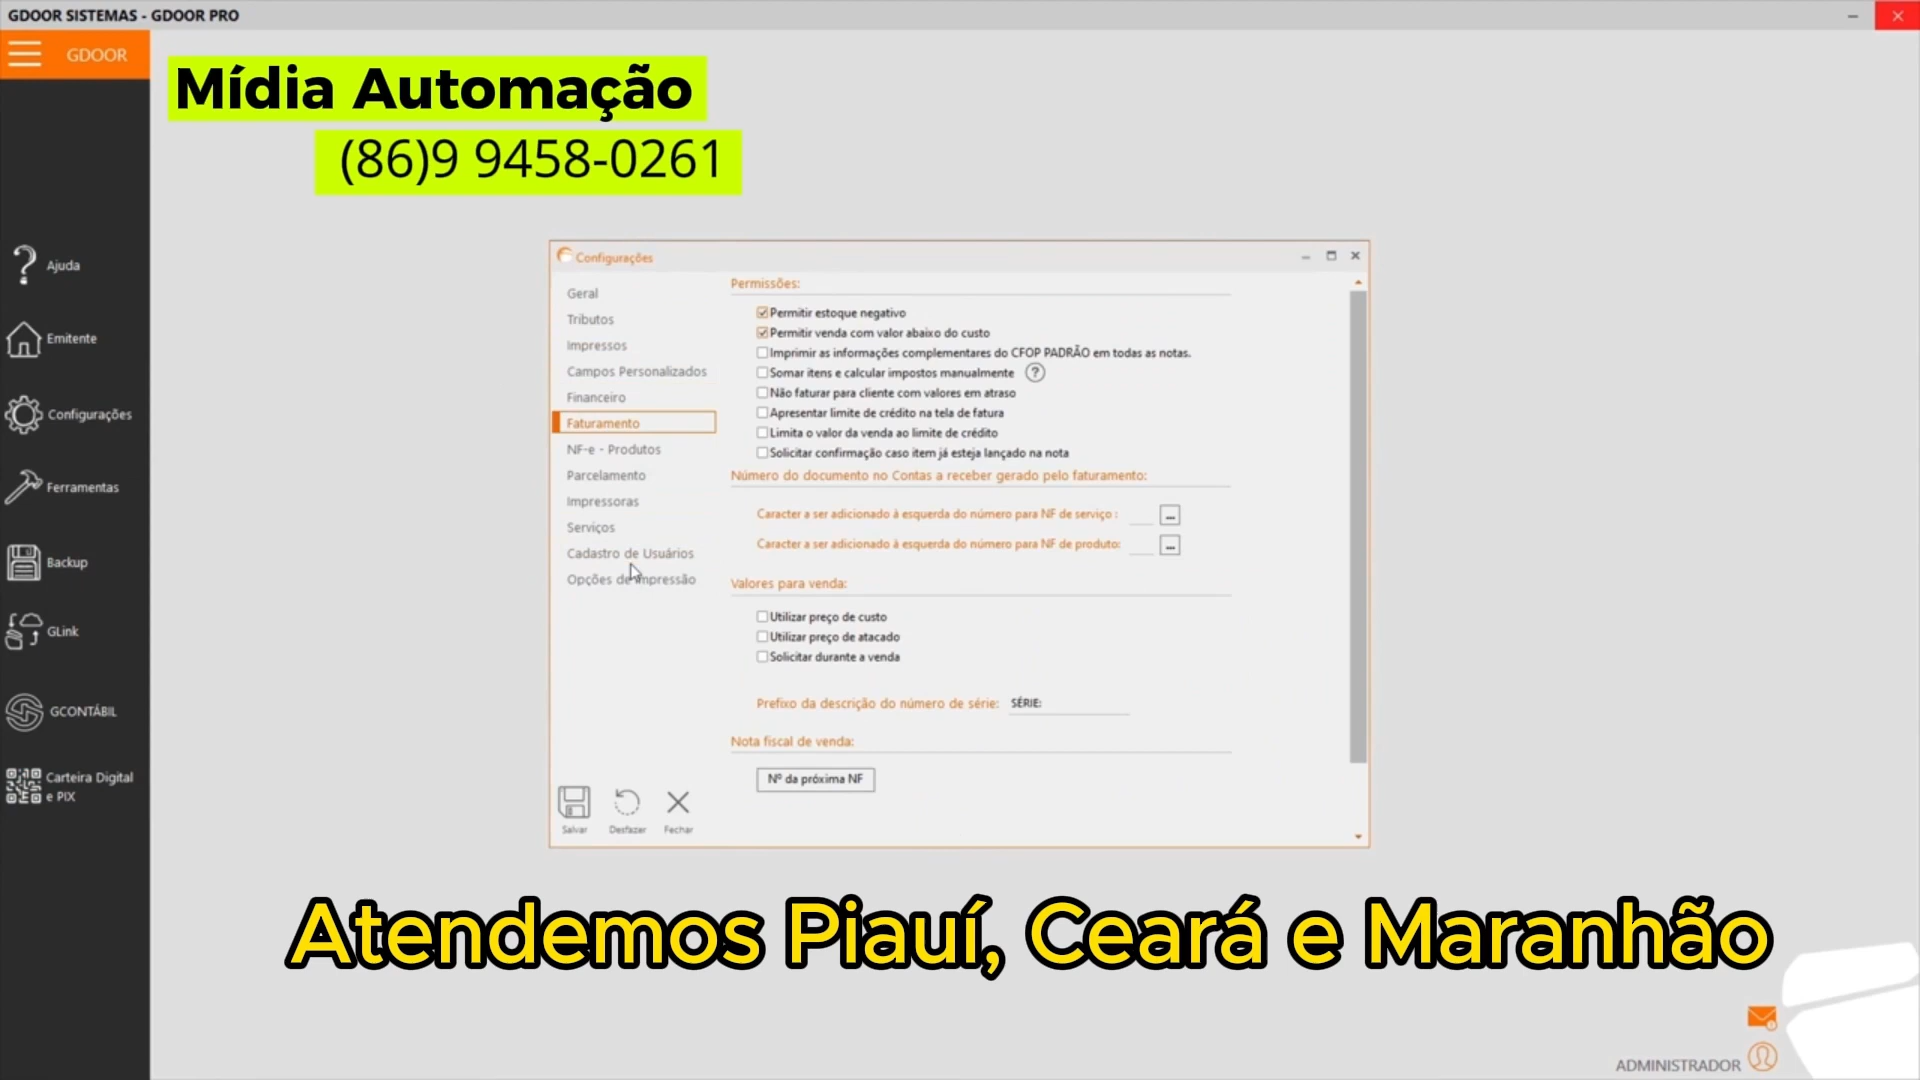 GDOOR SISTEMAS - GDOOR PRO
GDOOR
Mídia Automação
(86)9 9458-0261
Ajuda
Emitente
Configurações
Ferramentas
Backup
GLink
GCONTÁBIL
Carteira Digital
e PIX
Configurações
Geral
Tributos
Impressos
Campos Personalizados
Financeiro
Faturamento
NF-e - Produtos
Parcelamento
Impressoras
Serviços
Cadastro de Usuários
Opções de Impressão
Salvar
Desfazer
Fechar
Permissões:
Permitir estoque negativo
Permitir venda com valor abaixo do custo
Imprimir as informações complementares do CFOP PADRÃO em todas as notas.
Somar itens e calcular impostos manualmente ?
Não faturar para cliente com valores em atraso
Apresentar limite de crédito na tela de fatura
Limita o valor da venda ao limite de crédito
Solicitar confirmação caso item já esteja lançado na nota
Número do documento no Contas a receber gerado pelo faturamento:
Caracter a ser adicionado à esquerda do número para NF de serviço : ...
Caracter a ser adicionado à esquerda do número para NF de produto: ...
Valores para venda:
Utilizar preço de custo
Utilizar preço de atacado
Solicitar durante a venda
Prefixo da descrição do número de série: SÉRIE:
Nota fiscal de venda:
Nº da próxima NF
Atendemos Piauí, Ceará e Maranhão
ADMINISTRADOR